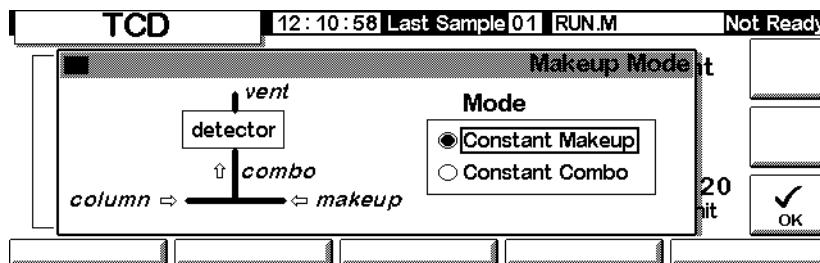 TCD 12:10:58 Last Sample 01 RUN.M Not Ready
Makeup Mode
vent
detector
combo
column ⇨ ⇦ makeup
Mode
Constant Makeup
Constant Combo
20
OK